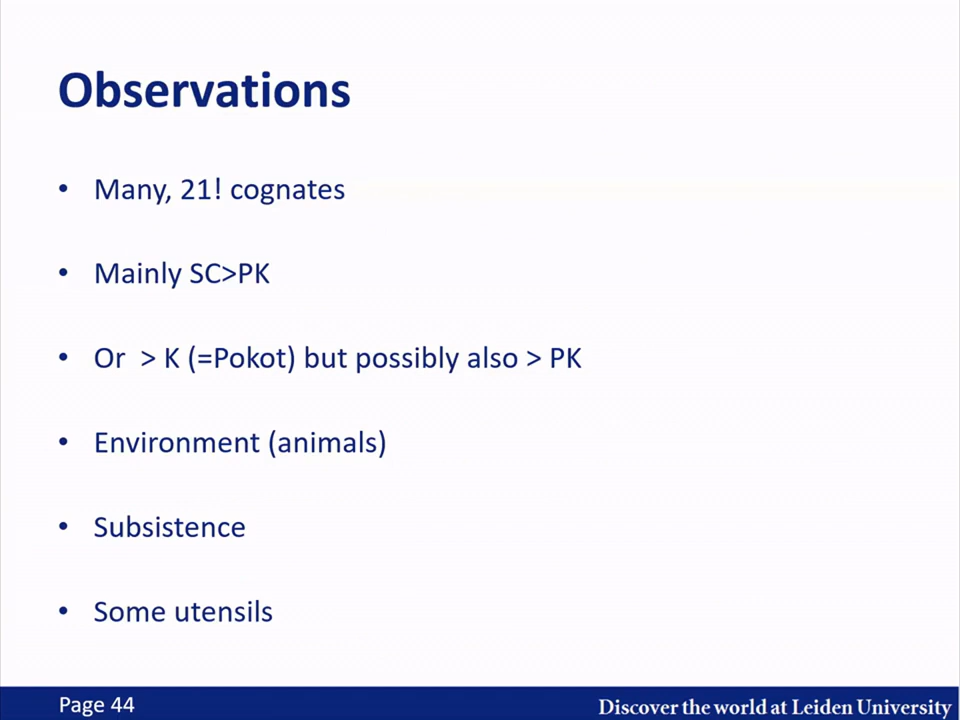 Observations
• Many, 21! cognates
• Mainly SC>PK
• Or  > K (=Pokot) but possibly also > PK
• Environment (animals)
• Subsistence
• Some utensils
Page 44
Discover the world at Leiden University